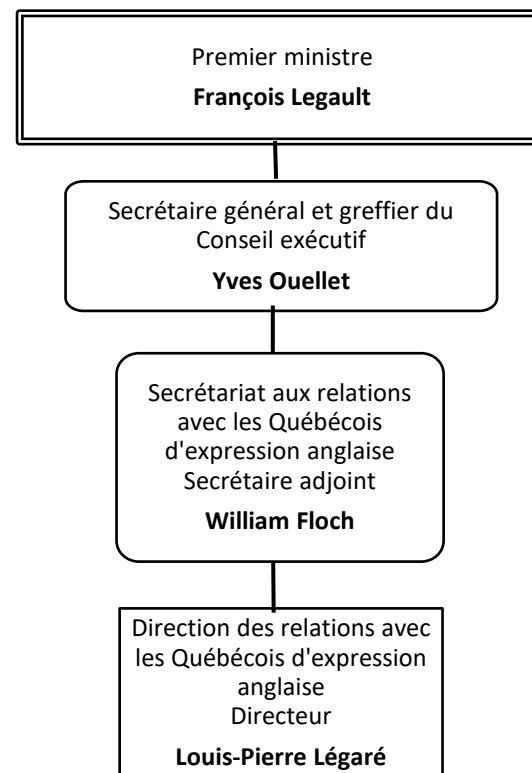 Premier ministre
François Legault
Secrétaire général et greffier du
Conseil exécutif
Yves Ouellet
Secrétariat aux relations
avec les Québécois
d'expression anglaise
Secrétaire adjoint
William Floch
Direction des relations avec
les Québécois d'expression
anglaise
Directeur
Louis-Pierre Légaré